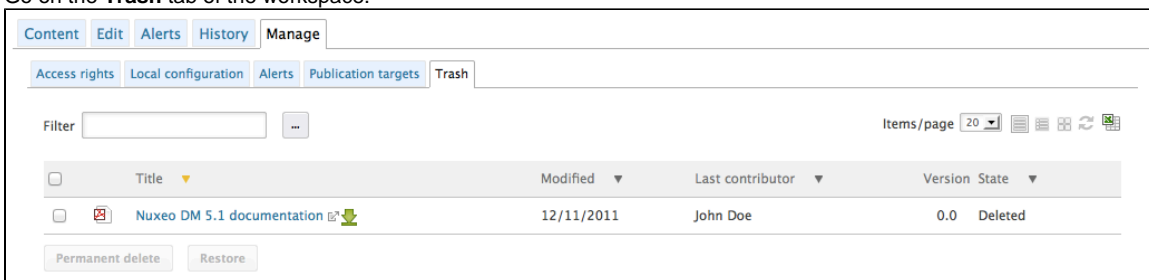 Go on the Trash tab of the workspace.
Content Edit Alerts History Manage
Access rights Local configuration Alerts Publication targets Trash
Filter ... Items/page 20
Title Modified Last contributor Version State
Nuxeo DM 5.1 documentation 12/11/2011 John Doe 0.0 Deleted
Permanent delete Restore